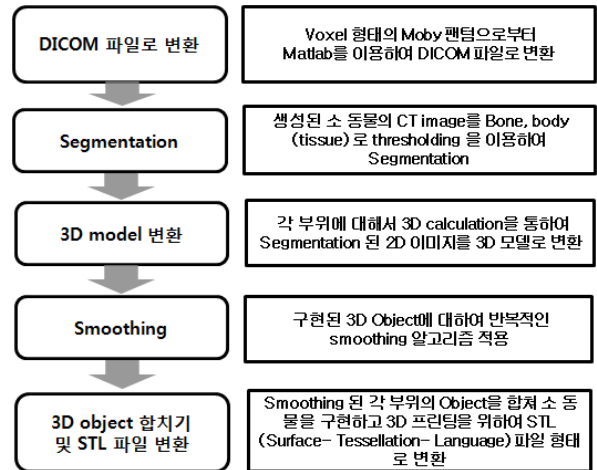 DICOM 파일로 변환
Voxel 형태의 Moby 팬텀으로부터
Matlab를 이용하여 DICOM 파일로 변환
Segmentation
생성된 소 동물의 CT image를 Bone, body
(tissue)로 thresholding 을 이용하여
Segmentation
3D model 변환
각 부위에 대해서 3D calculation을 통하여
Segmentation 된 2D 이미지를 3D 모델로 변환
Smoothing
구현된 3D Object에 대하여 반복적인
smoothing 알고리즘 적용
3D object 합치기
및 STL 파일 변환
Smoothing 된 각 부위의 Object을 합쳐 소 동
물을 구현하고 3D 프린팅을 위하여 STL
(Surface- Tessellation- Language) 파일 형태
로 변환